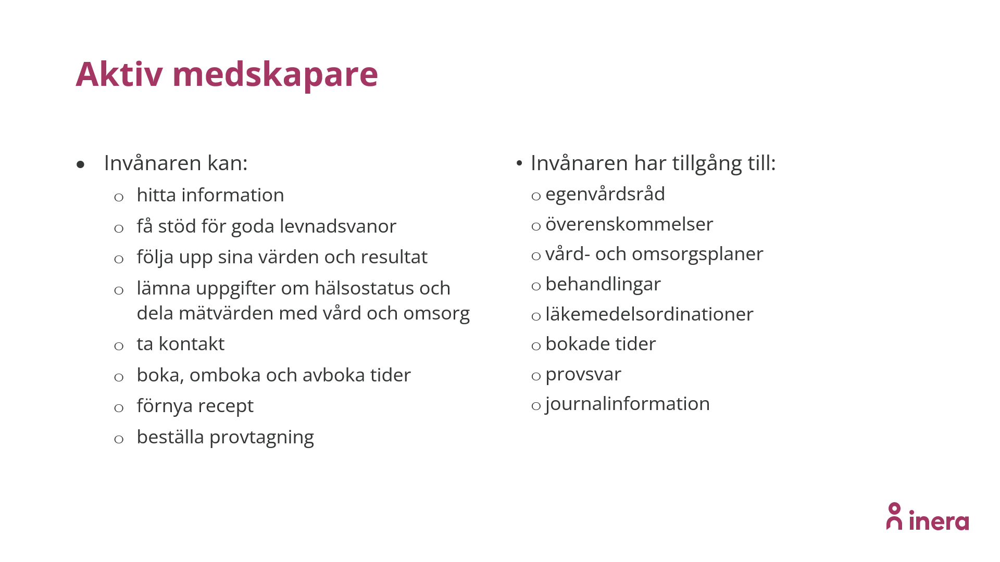 Aktiv medskapare
• Invånaren kan:
o hitta information
o få stöd för goda levnadsvanor
o följa upp sina värden och resultat
o lämna uppgifter om hälsostatus och
dela mätvärden med vård och omsorg
o ta kontakt
o boka, omboka och avboka tider
o förnya recept
o beställa provtagning
• Invånaren har tillgång till:
o egenvårdsråd
o överenskommelser
o vård- och omsorgsplaner
o behandlingar
o läkemedelsordinationer
o bokade tider
o provsvar
o journalinformation
inera